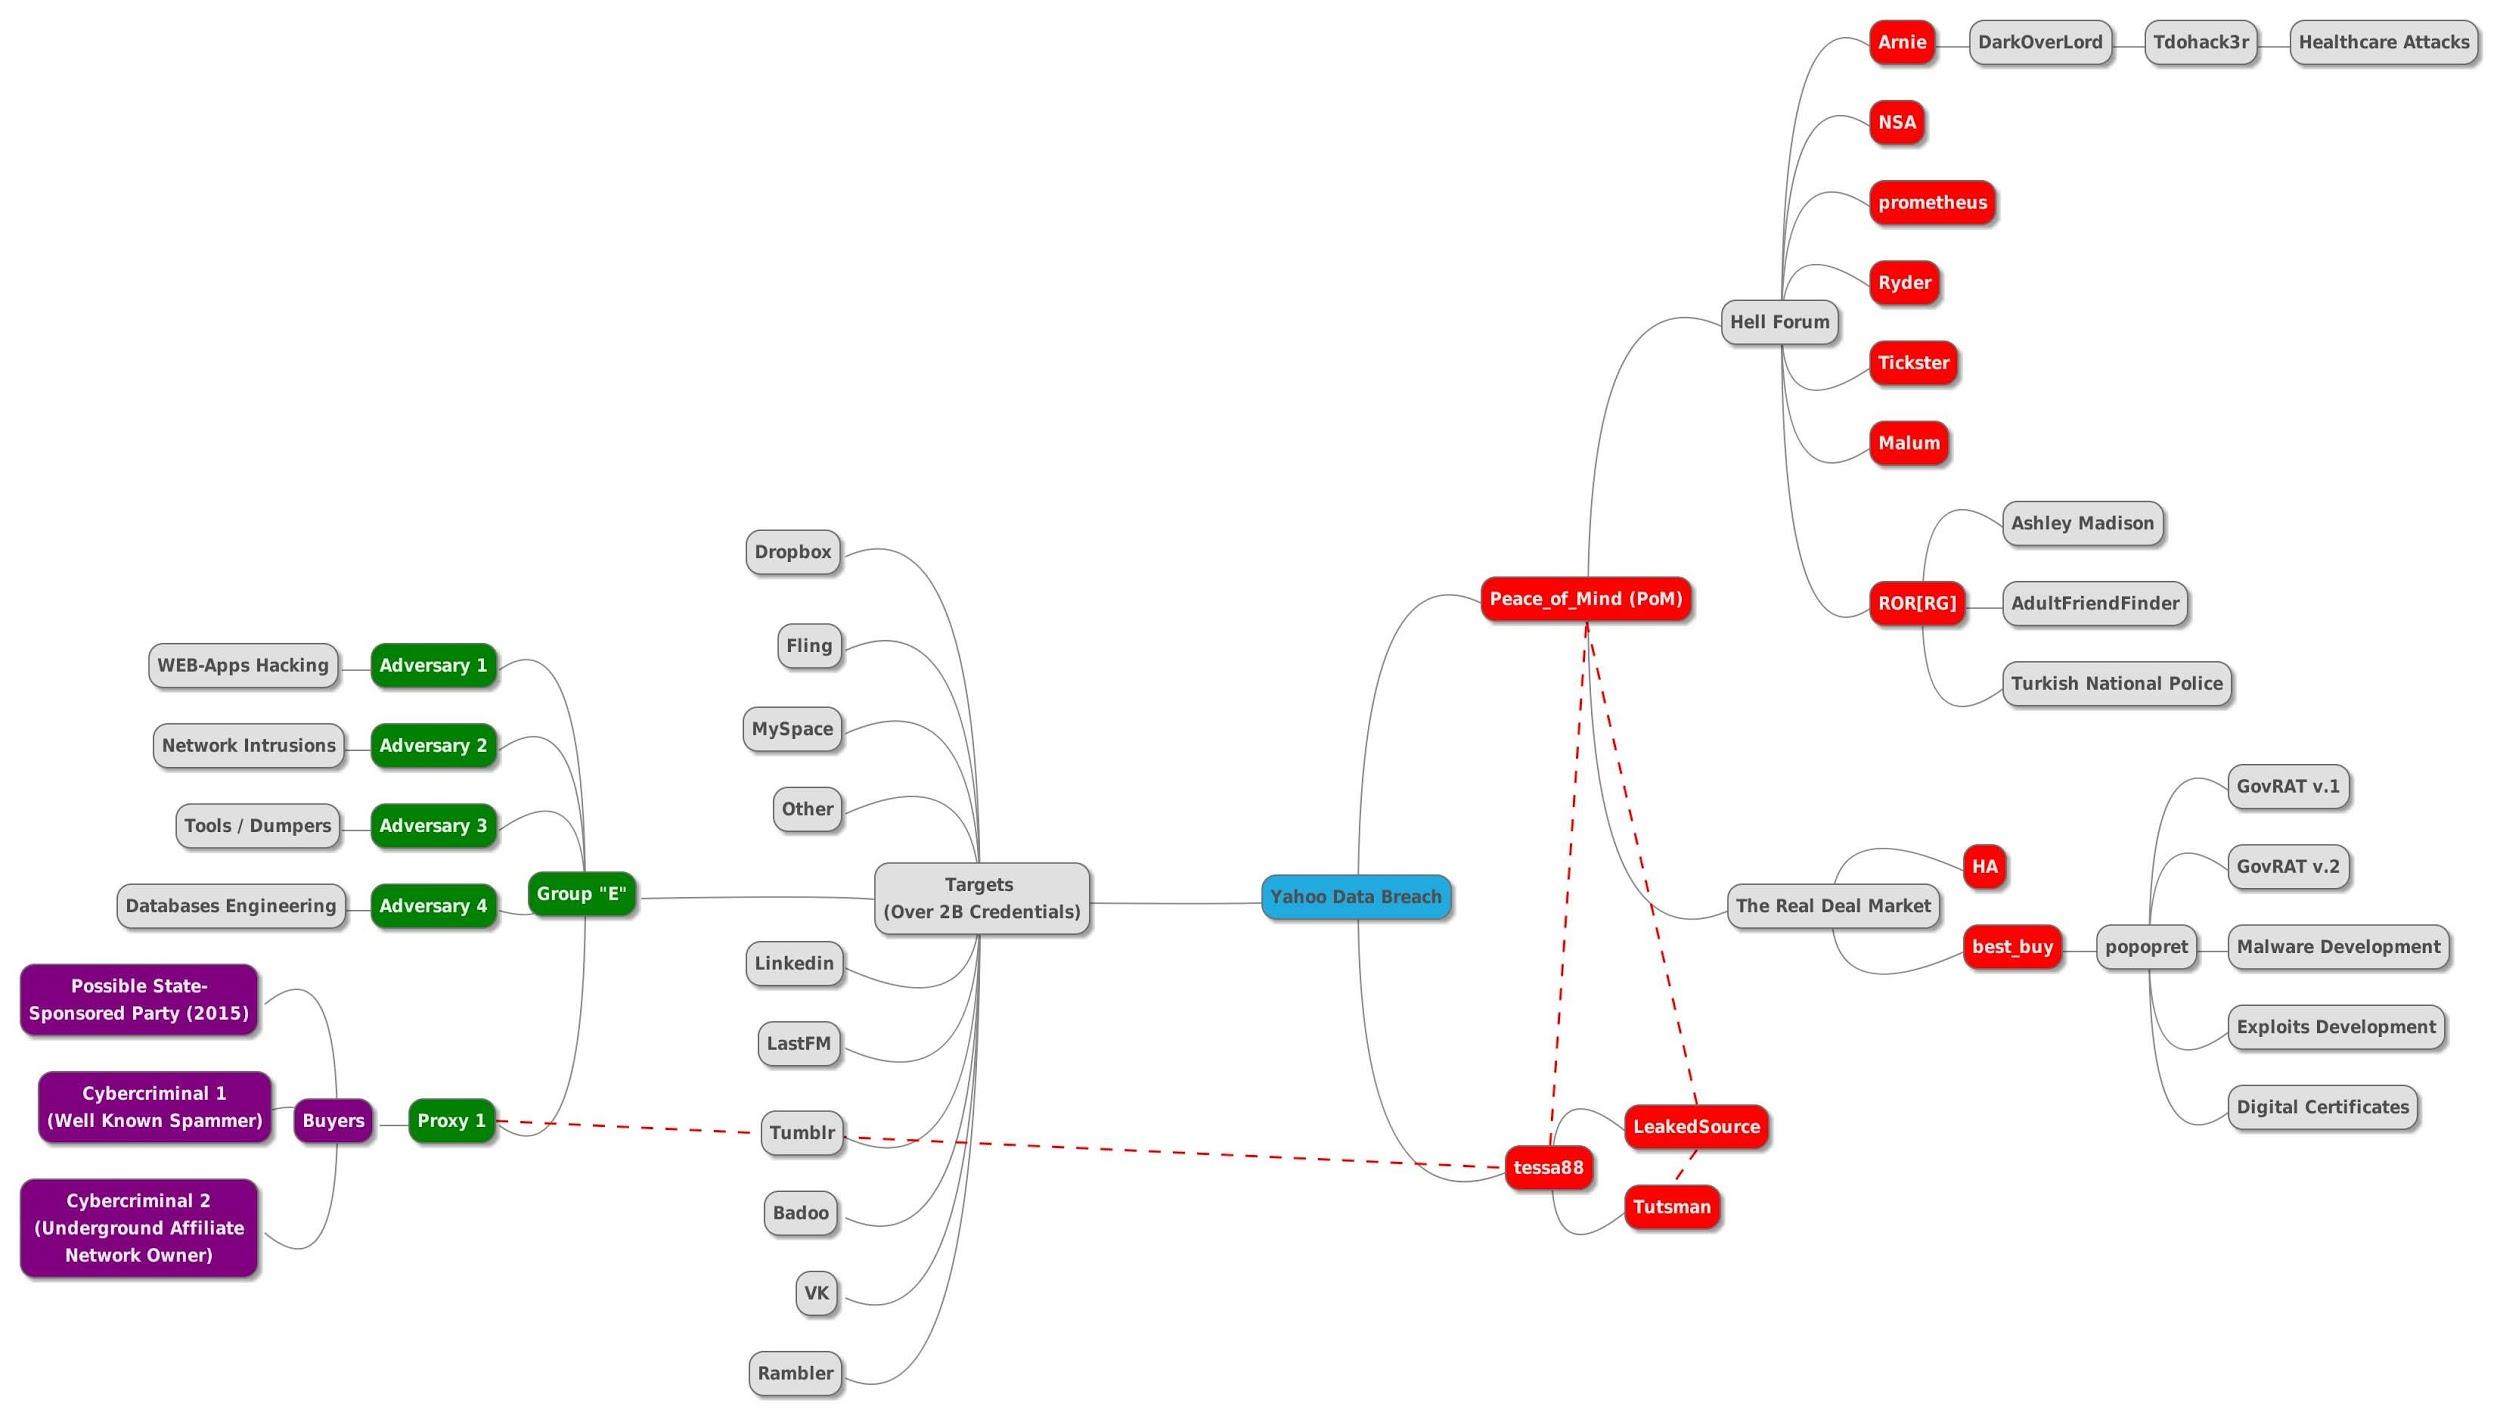 Arnie
DarkOverLord
Tdohack3r
Healthcare Attacks
NSA
prometheus
Ryder
Hell Forum
Tickster
Malum
Ashley Madison
ROR[RG]
AdultFriendFinder
Turkish National Police
Peace_of_Mind (PoM)
GovRAT v.1
GovRAT v.2
HA
The Real Deal Market
best_buy
popopret
Malware Development
Exploits Development
Digital Certificates
Yahoo Data Breach
LeakedSource
tessa88
Tutsman
Dropbox
Fling
MySpace
Other
Targets
(Over 2B Credentials)
Linkedin
LastFM
Tumblr
Badoo
VK
Rambler
WEB-Apps Hacking
Adversary 1
Network Intrusions
Adversary 2
Tools / Dumpers
Adversary 3
Group "E"
Databases Engineering
Adversary 4
Possible State-
Sponsored Party (2015)
Cybercriminal 1
(Well Known Spammer)
Buyers
Proxy 1
Cybercriminal 2
(Underground Affiliate
Network Owner)